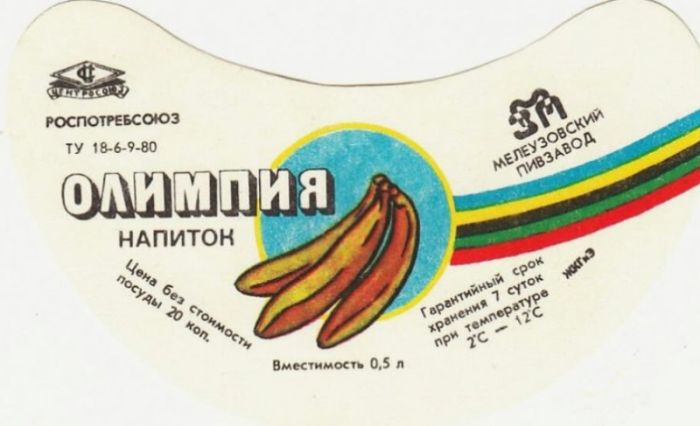 ЦЕНТРОСОЮЗ
РОСПОТРЕБСОЮЗ
ТУ 18-6-9-80
ОЛИМПИЯ
НАПИТОК
Цена без стоимости
посуды 20 коп.
Вместимость 0,5 л
МЕЛЕУЗОВСКИЙ
ПИВЗАВОД
Гарантийный срок
хранения 7 суток
при температуре
2°С — 12°С